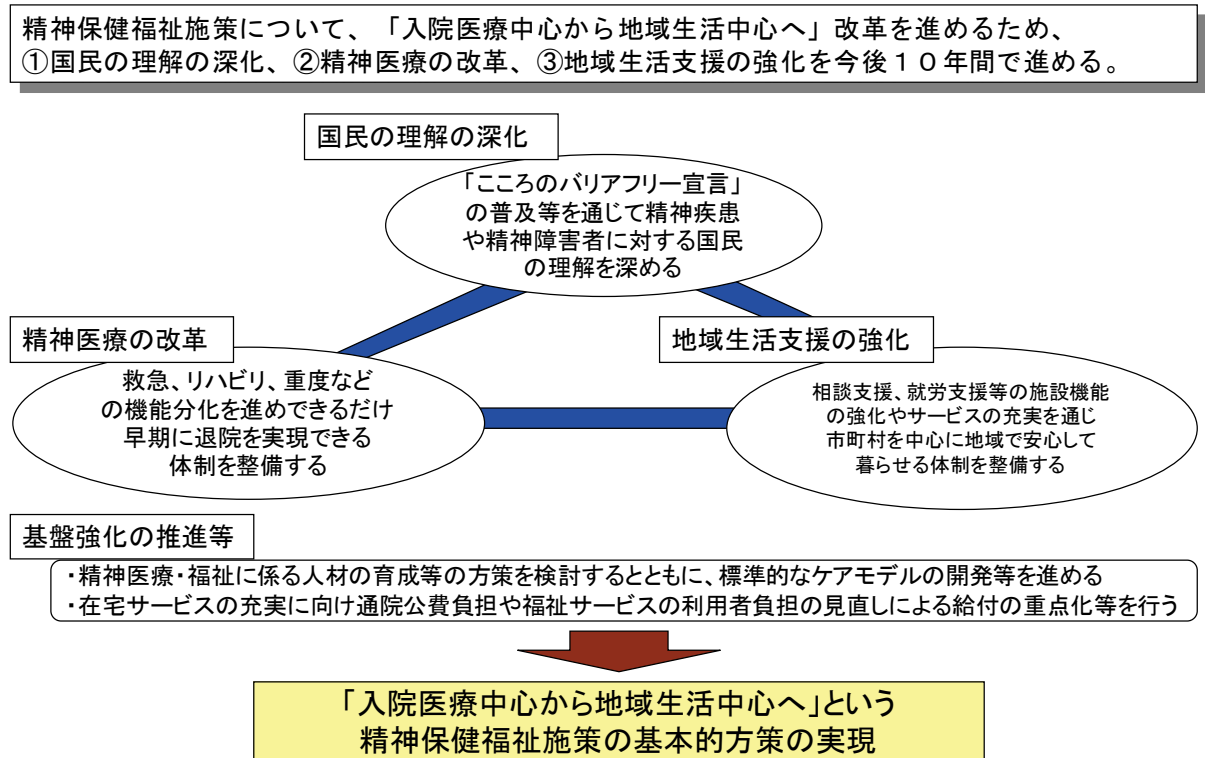 精神保健福祉施策について、「入院医療中心から地域生活中心へ」改革を進めるため、
①国民の理解の深化、②精神医療の改革、③地域生活支援の強化を今後１０年間で進める。
国民の理解の深化
「こころのバリアフリー宣言」
の普及等を通じて精神疾患
や精神障害者に対する国民
の理解を深める
精神医療の改革
救急、リハビリ、重度など
の機能分化を進めできるだけ
早期に退院を実現できる
体制を整備する
地域生活支援の強化
相談支援、就労支援等の施設機能
の強化やサービスの充実を通じ
市町村を中心に地域で安心して
暮らせる体制を整備する
基盤強化の推進等
・精神医療・福祉に係る人材の育成等の方策を検討するとともに、標準的なケアモデルの開発等を進める
・在宅サービスの充実に向け通院公費負担や福祉サービスの利用者負担の見直しによる給付の重点化等を行う
「入院医療中心から地域生活中心へ」という
精神保健福祉施策の基本的方策の実現